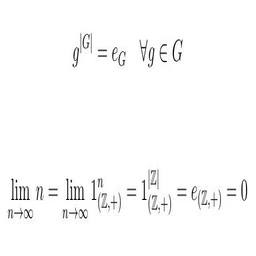 g^{|G|} = e_G ∀g ∈ G
lim_{n→∞} n = lim_{n→∞} 1^n_{(ℤ,+)} = 1^{|ℤ|}_{(ℤ,+)} = e_{(ℤ,+)} = 0